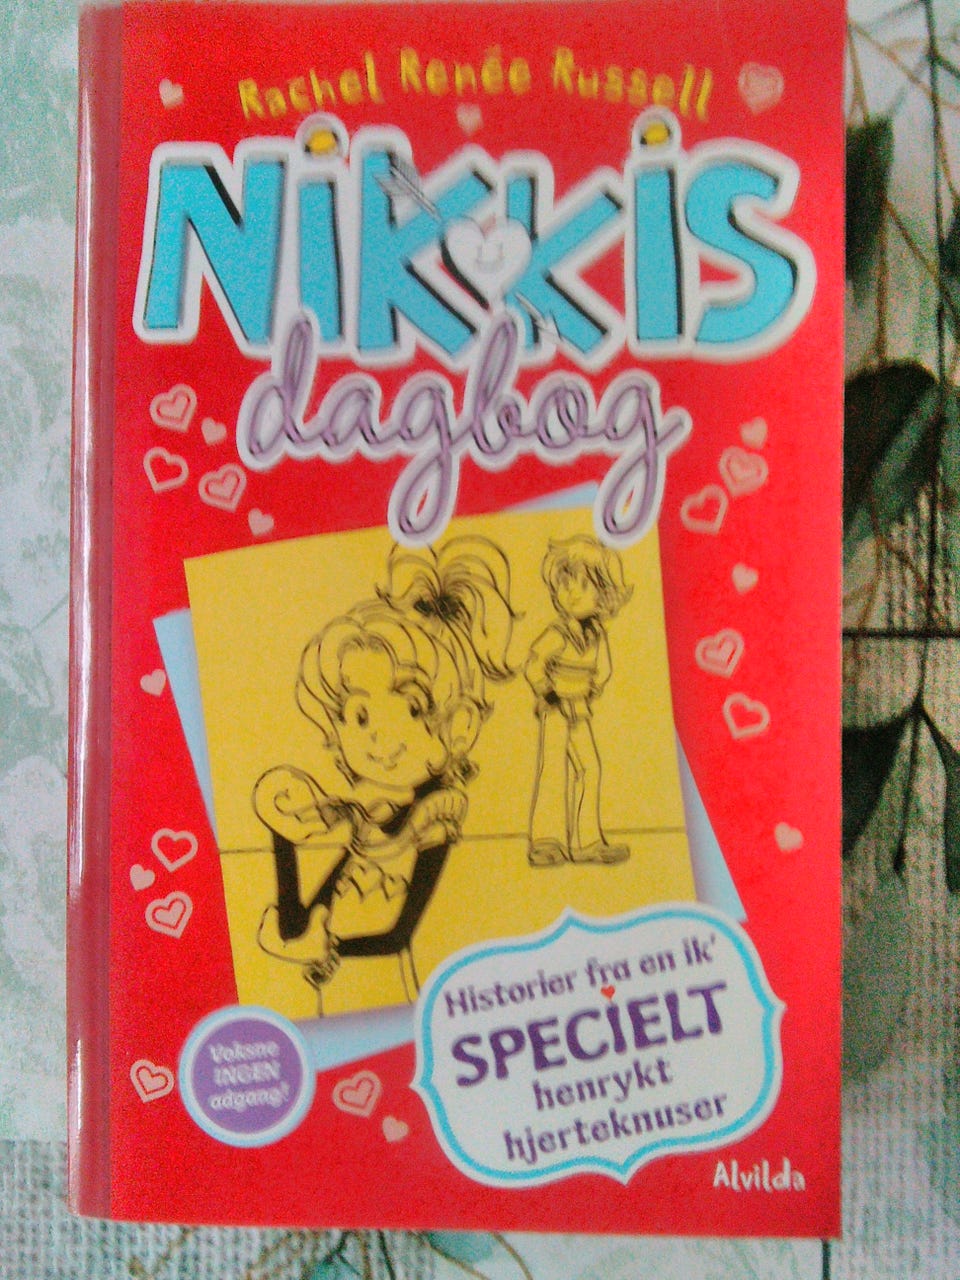 Rachel Renée Russell
NiKKiS
dagbog
Historier fra en ik'
SPECiELT
henrykt
hjerteknuser
Voksne
INGEN
adgang!
Alvilda